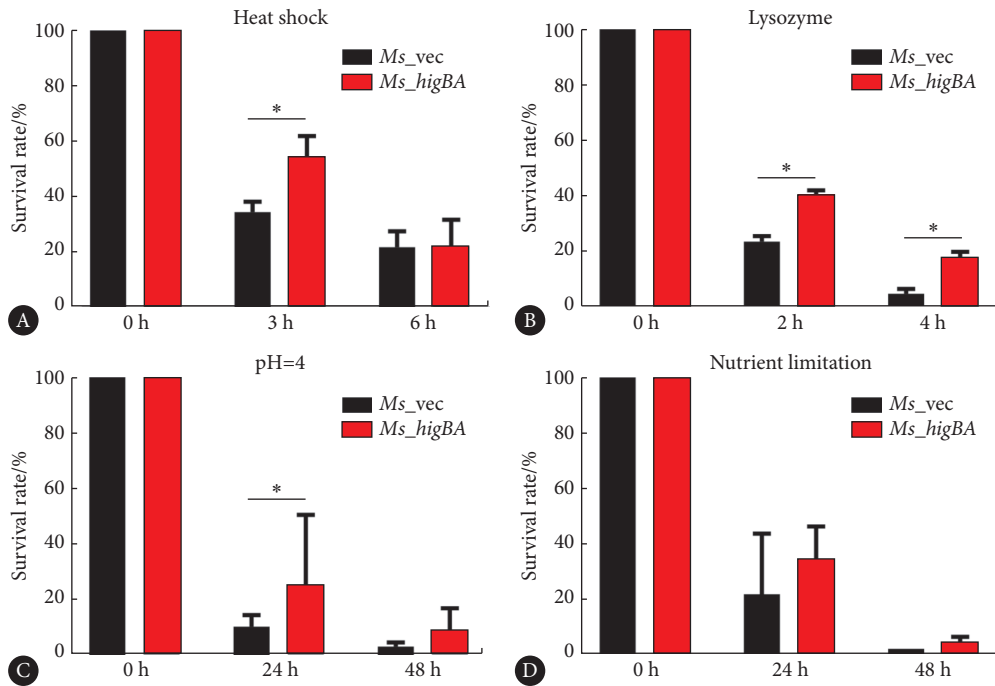 Heat shock
Survival rate/%
100
80
60
40
20
0
Ms_vec
Ms_higBA
*
0 h
3 h
6 h
A
Lysozyme
Survival rate/%
100
80
60
40
20
0
Ms_vec
Ms_higBA
*
*
0 h
2 h
4 h
B
pH=4
Survival rate/%
100
80
60
40
20
0
Ms_vec
Ms_higBA
*
0 h
24 h
48 h
C
Nutrient limitation
Survival rate/%
100
80
60
40
20
0
Ms_vec
Ms_higBA
0 h
24 h
48 h
D